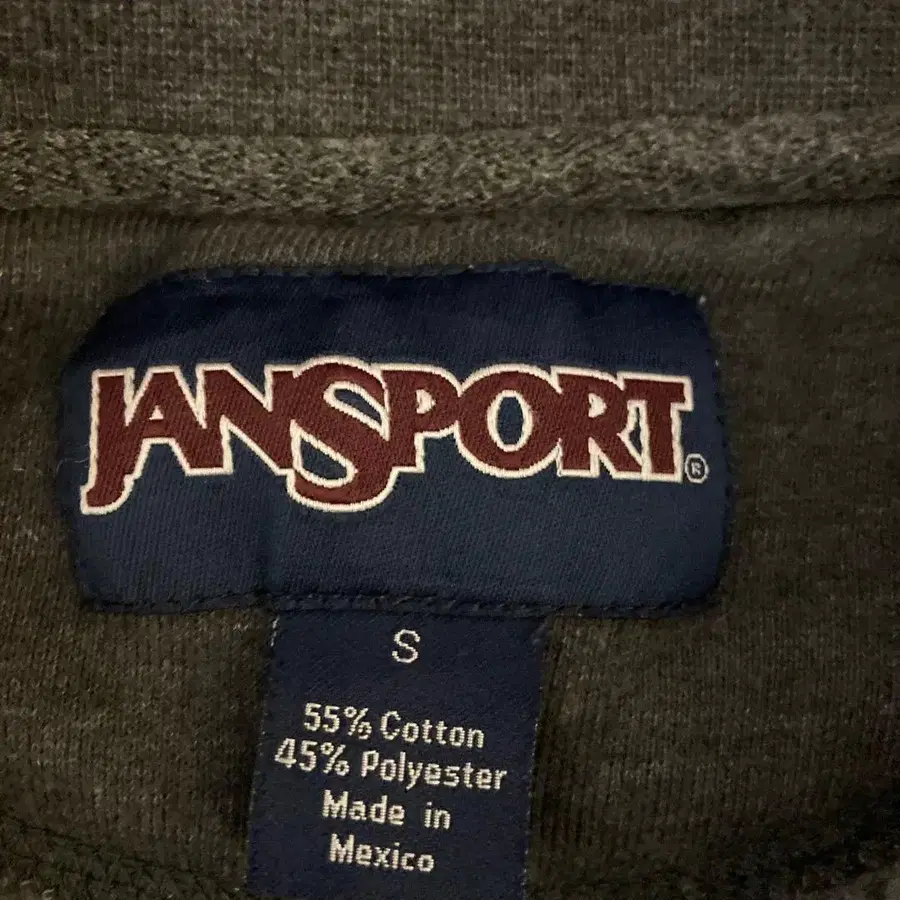 JANSPORT®
S
55% Cotton
45% Polyester
Made in
Mexico